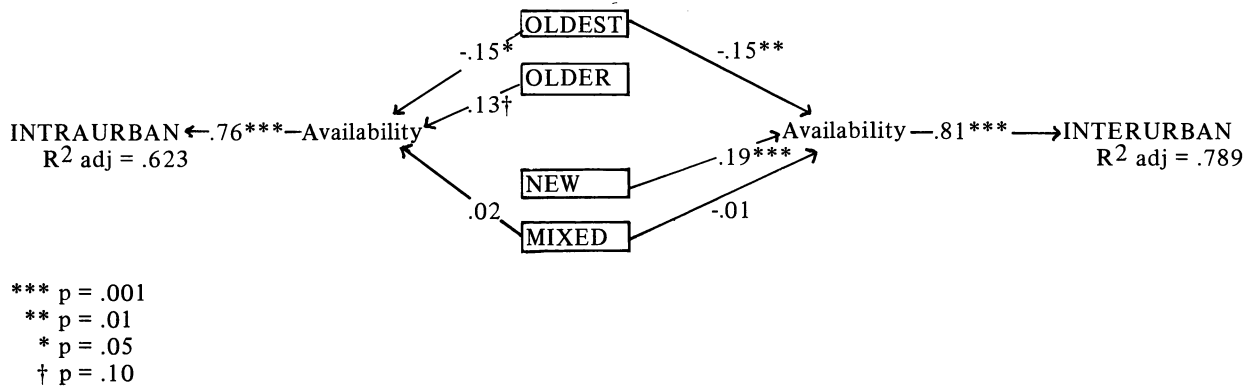 OLDEST
-.15*
-.15**
OLDER
.13†
INTRAURBAN
.76***
Availability
Availability
.81***
INTERURBAN
R² adj = .623
R² adj = .789
.19***
NEW
.02
-.01
MIXED
*** p = .001
** p = .01
* p = .05
† p = .10